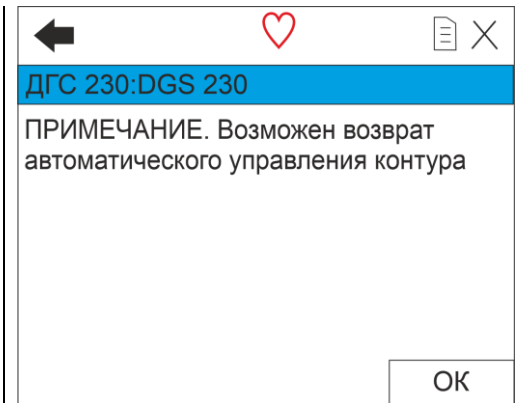 ДГС 230:DGS 230
ПРИМЕЧАНИЕ. Возможен возврат
автоматического управления контура
ОК